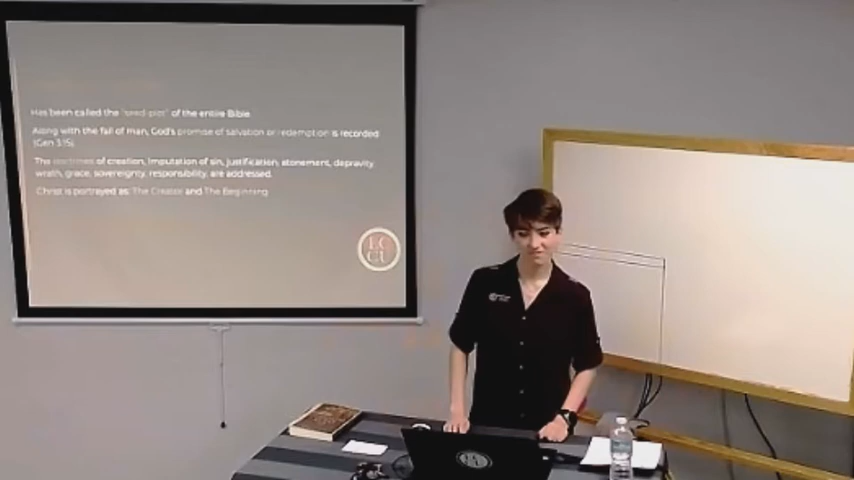 Has been called the "seed-plot" of the entire Bible.
Along with the fall of man, God's promise of salvation or redemption is recorded
(Gen 3:15).
The doctrines of creation, imputation of sin, justification, atonement, depravity,
wrath, grace, sovereignty, responsibility, are addressed.
Christ is portrayed as: The Creator and The Beginning
LC
CU